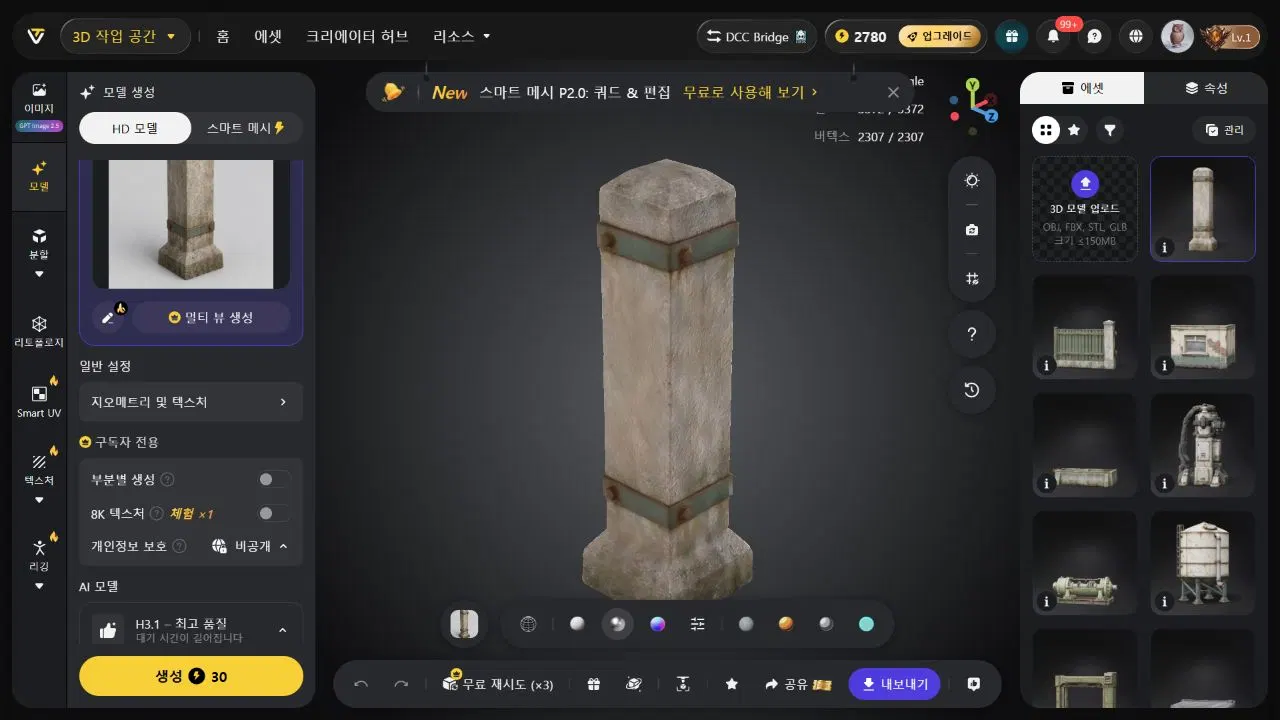 3D 작업 공간
홈
에셋
크리에이터 허브
리소스
DCC Bridge
2780
업그레이드
99+
Lv.1
이미지
GPT Image 2.5
모델
분할
리토폴로지
Smart UV
텍스처
리깅
모델 생성
HD 모델
스마트 메시
멀티 뷰 생성
일반 설정
지오메트리 및 텍스처
구독자 전용
부분별 생성
8K 텍스처 체험 ×1
개인정보 보호
비공개
AI 모델
H3.1 – 최고 품질
대기 시간이 길어집니다
생성 30
New 스마트 메시 P2.0: 쿼드 & 편집 무료로 사용해 보기
버텍스 2307 / 2307
Y
Z
?
무료 재시도 (×3)
공유
내보내기
에셋
속성
관리
3D 모델 업로드
OBJ, FBX, STL, GLB
크기 ≤150MB